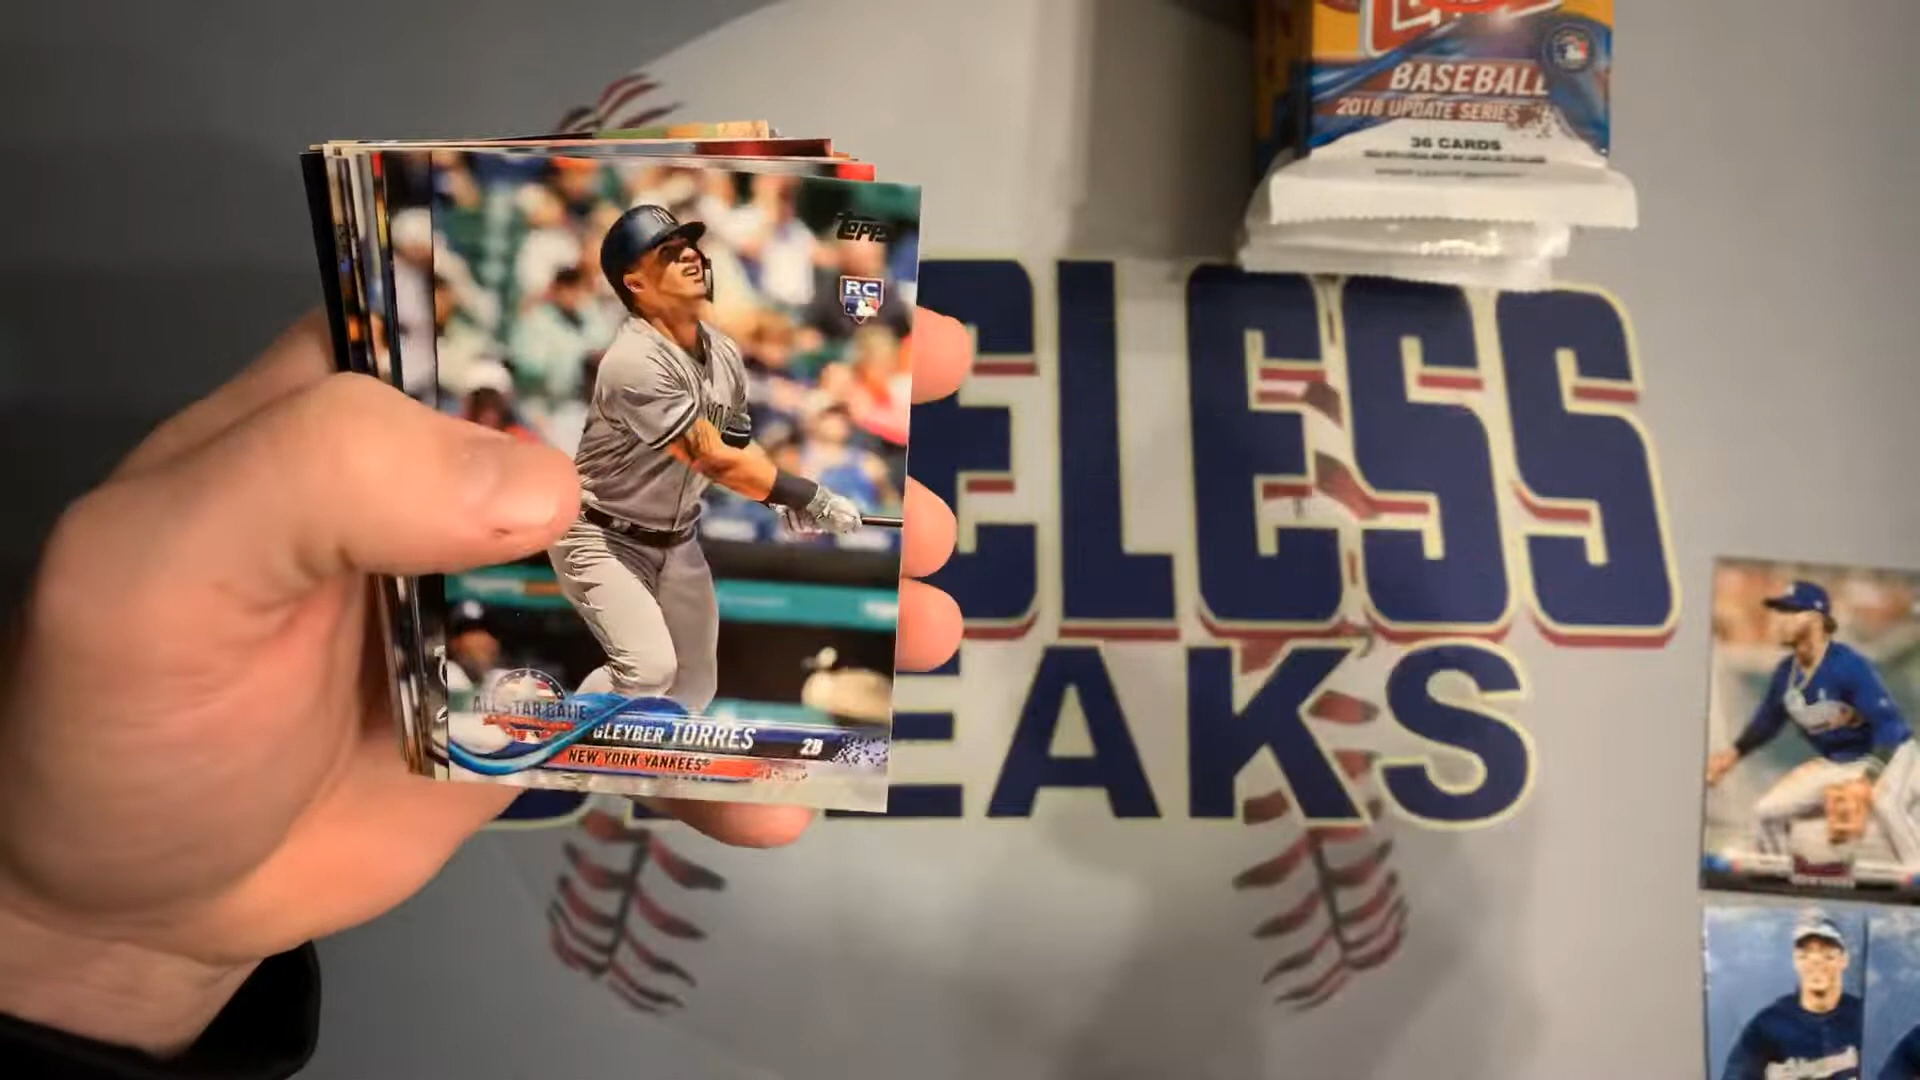 BASEBALL
2018 UPDATE SERIES
36 CARDS
Topps
RC
ELESS
EAKS
ALL STAR GAME
GLEYBER TORRES 2B
NEW YORK YANKEES